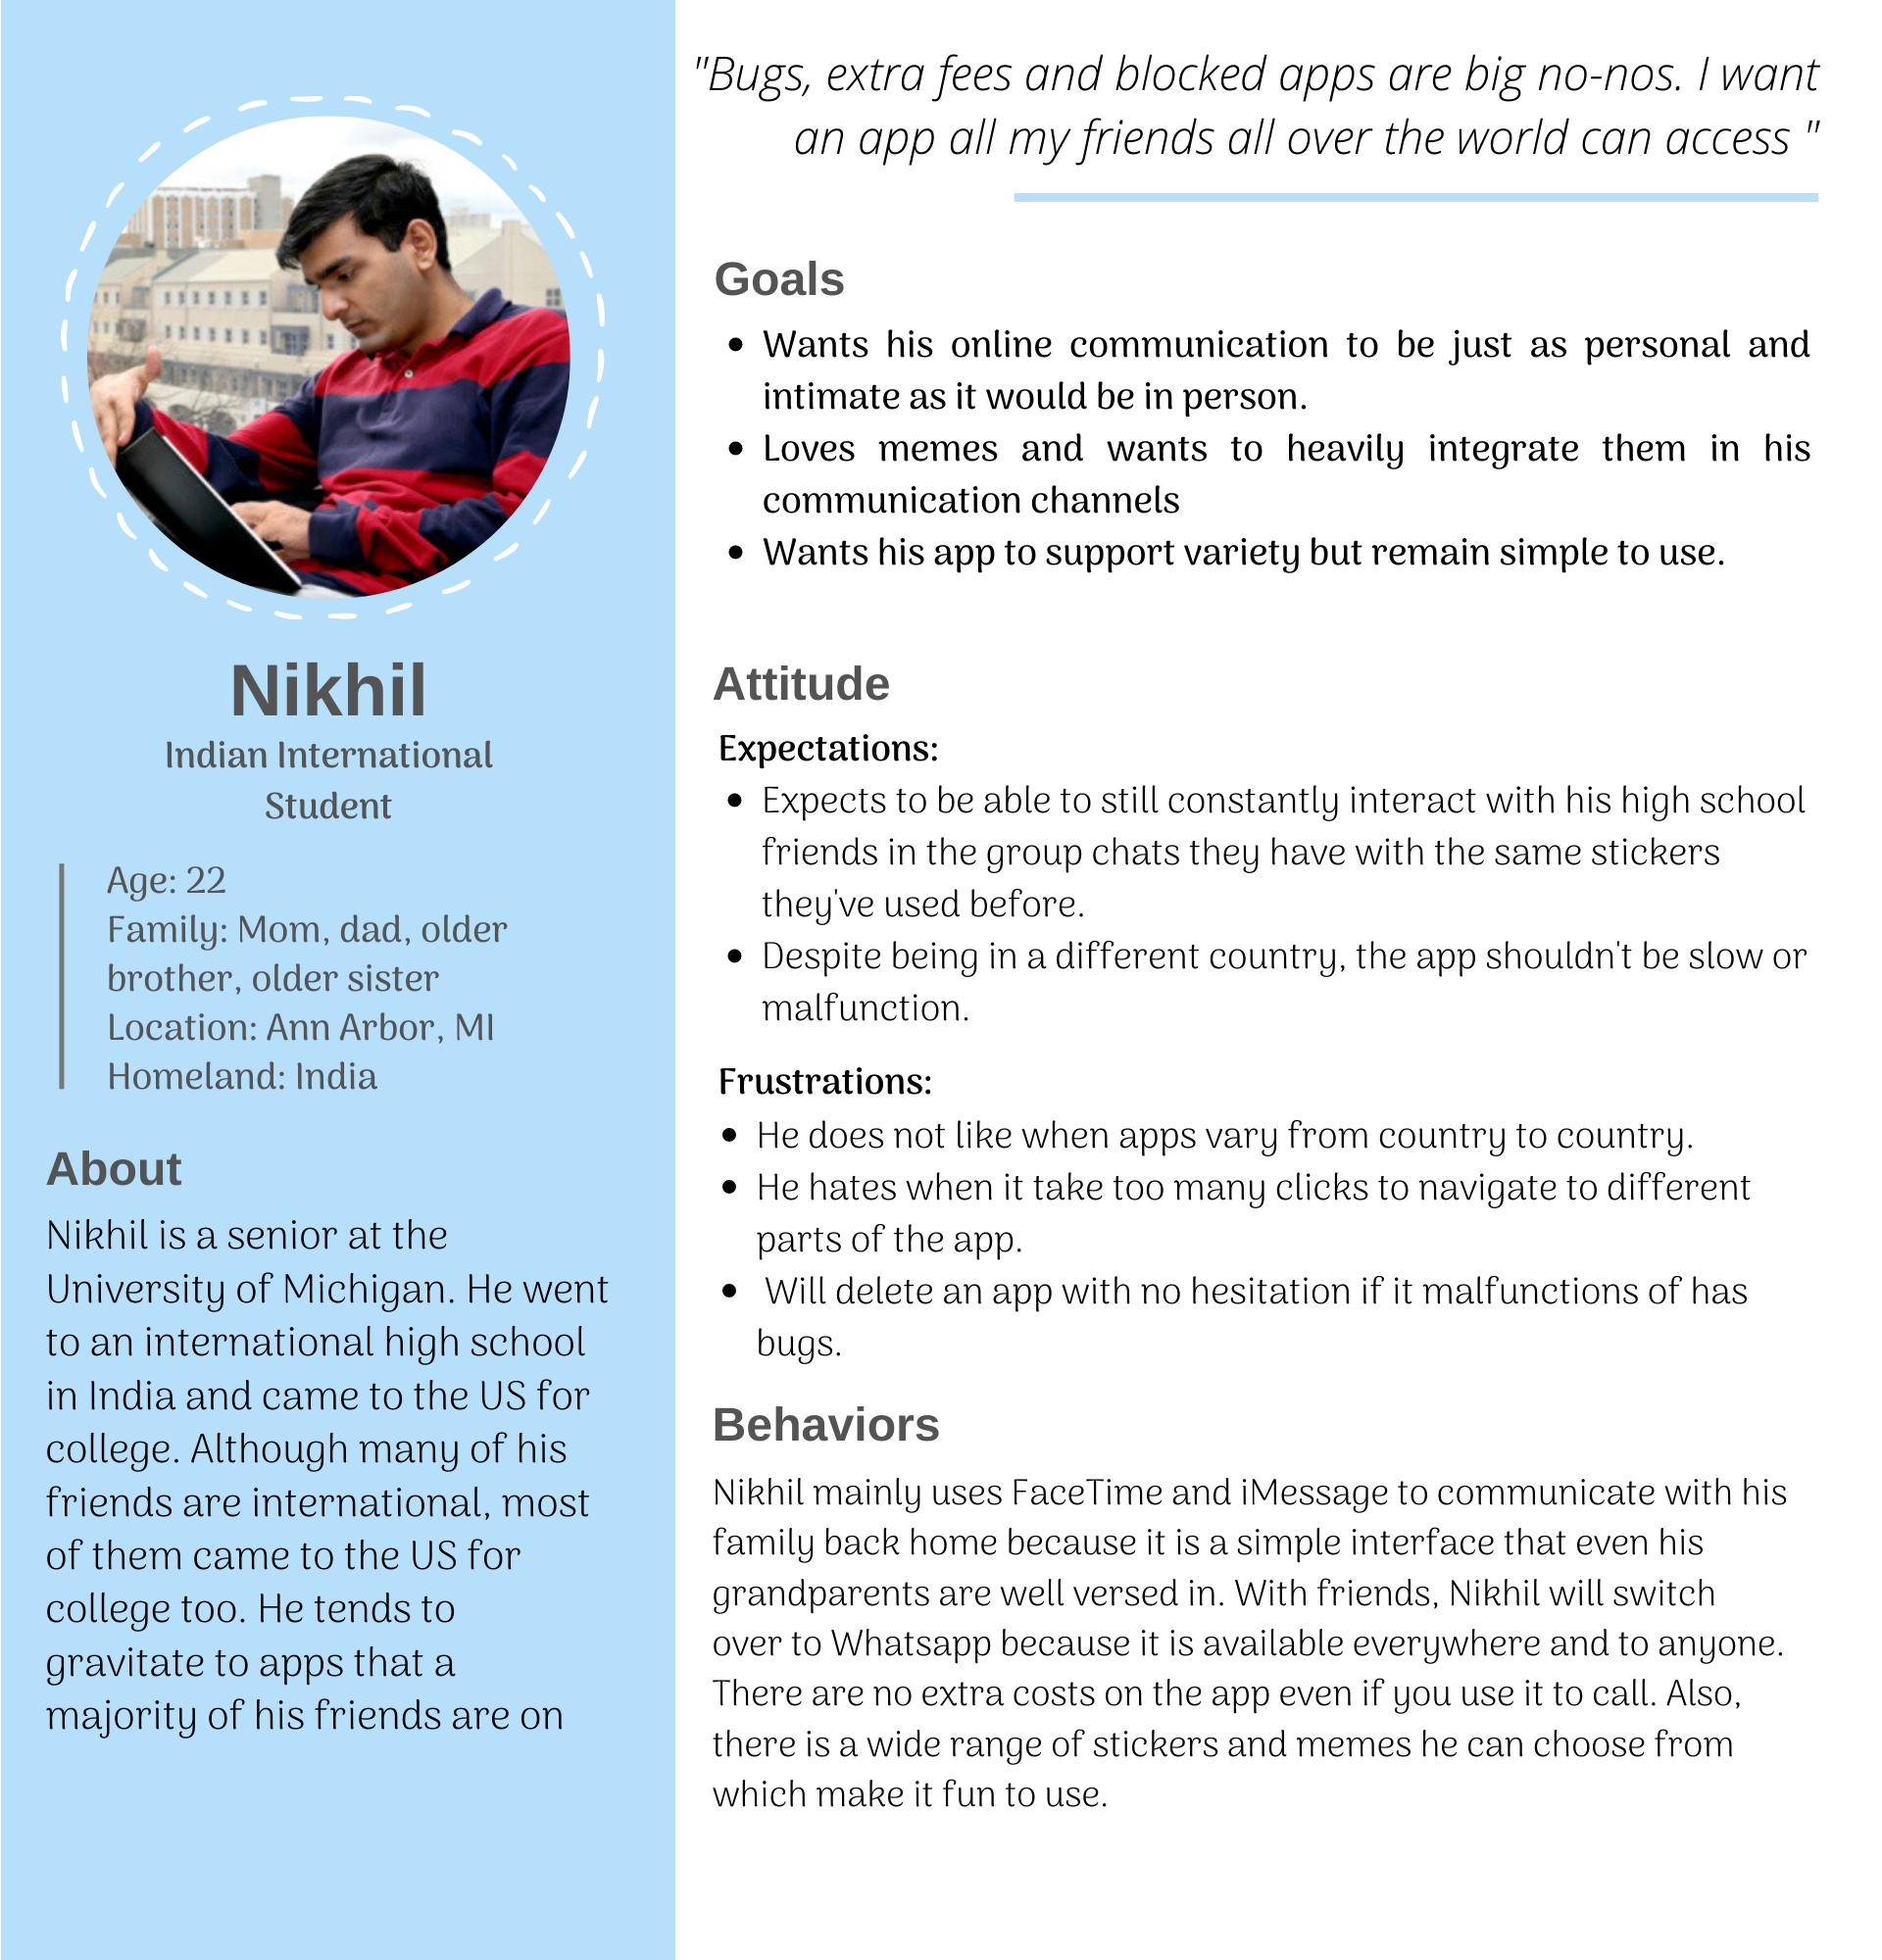 "Bugs, extra fees and blocked apps are big no-nos. I want
an app all my friends all over the world can access "
Nikhil
Indian International
Student
Age: 22
Family: Mom, dad, older
brother, older sister
Location: Ann Arbor, MI
Homeland: India
About
Nikhil is a senior at the
University of Michigan. He went
to an international high school
in India and came to the US for
college. Although many of his
friends are international, most
of them came to the US for
college too. He tends to
gravitate to apps that a
majority of his friends are on
Goals
• Wants his online communication to be just as personal and
intimate as it would be in person.
• Loves memes and wants to heavily integrate them in his
communication channels
• Wants his app to support variety but remain simple to use.
Attitude
Expectations:
• Expects to be able to still constantly interact with his high school
friends in the group chats they have with the same stickers
they've used before.
• Despite being in a different country, the app shouldn't be slow or
malfunction.
Frustrations:
• He does not like when apps vary from country to country.
• He hates when it take too many clicks to navigate to different
parts of the app.
• Will delete an app with no hesitation if it malfunctions of has
bugs.
Behaviors
Nikhil mainly uses FaceTime and iMessage to communicate with his
family back home because it is a simple interface that even his
grandparents are well versed in. With friends, Nikhil will switch
over to Whatsapp because it is available everywhere and to anyone.
There are no extra costs on the app even if you use it to call. Also,
there is a wide range of stickers and memes he can choose from
which make it fun to use.